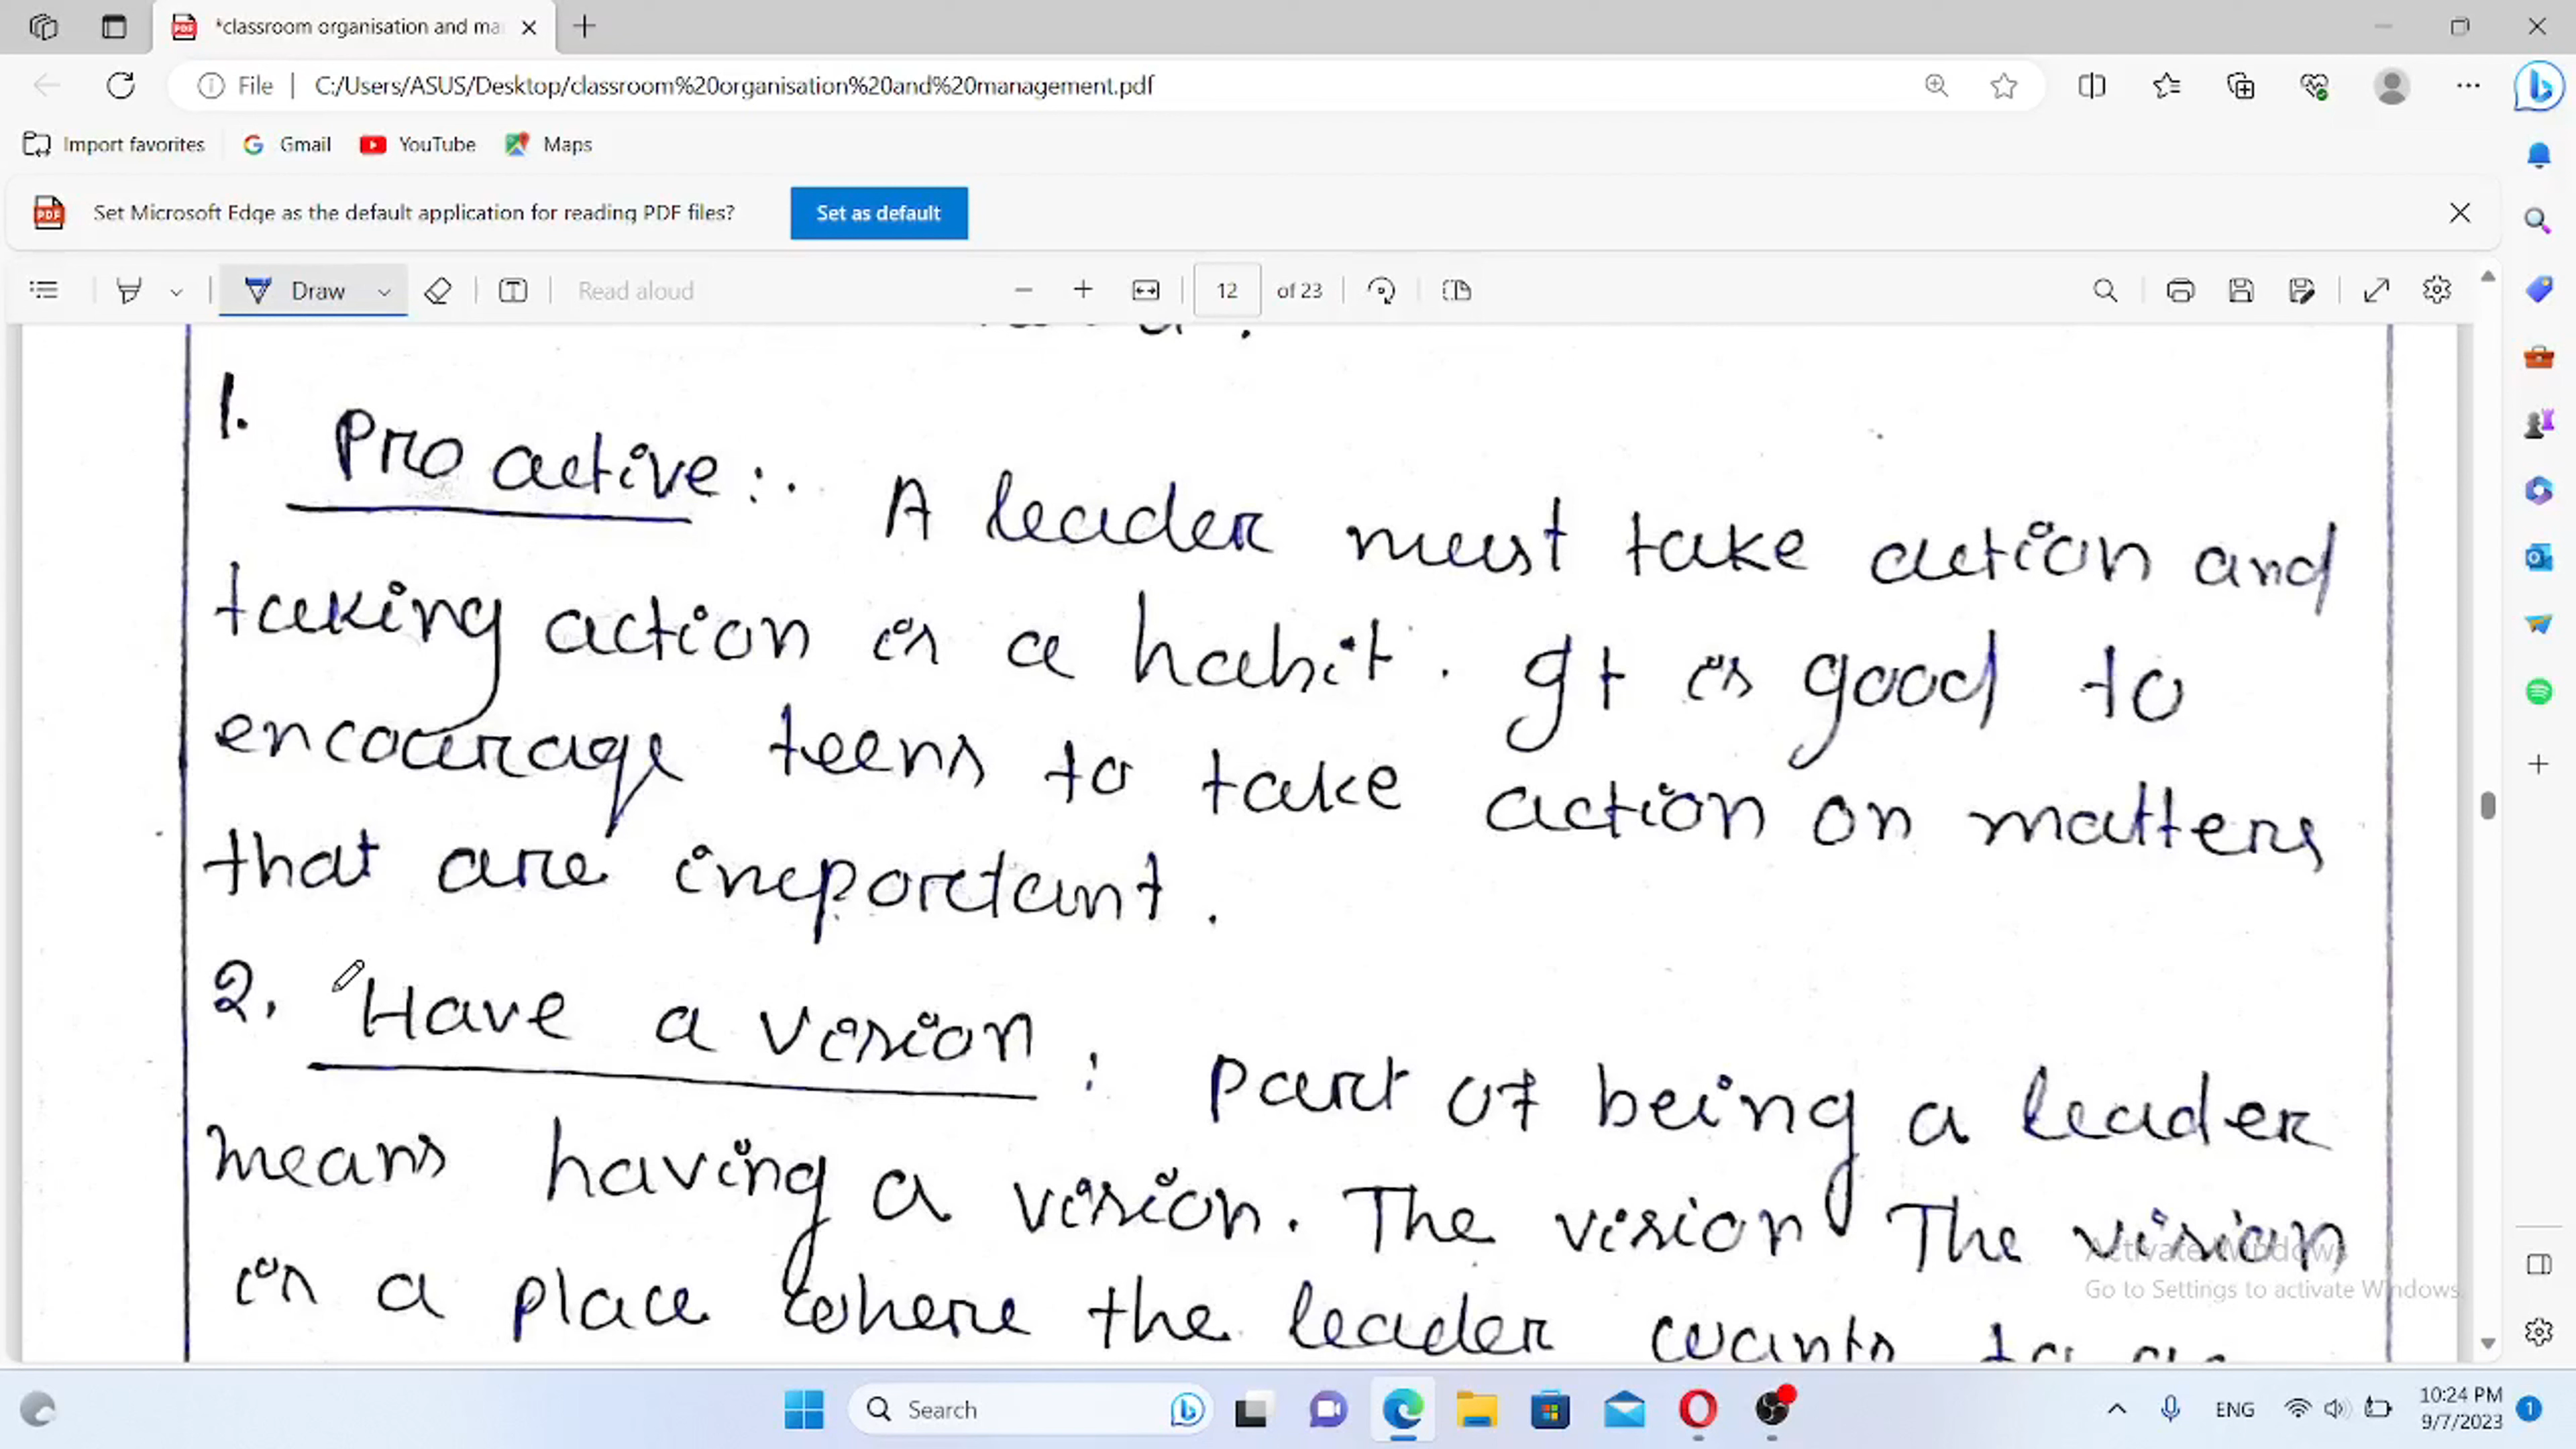 *classroom organisation and ma
File | C:/Users/ASUS/Desktop/classroom%20organisation%20and%20management.pdf
Import favorites Gmail YouTube Maps
Set Microsoft Edge as the default application for reading PDF files? Set as default
Draw Read aloud 12 of 23
1. Pro active :. A leader must take action and
taking action is a habit. It is good to
encourage teens to take action on matters
that are important.
2. Have a vision : part of being a leader
means having a vision. The vision The vision
is a place where the leader wants to
Activate Windows
Go to Settings to activate Windows.
Search
ENG
10:24 PM
9/7/2023
1